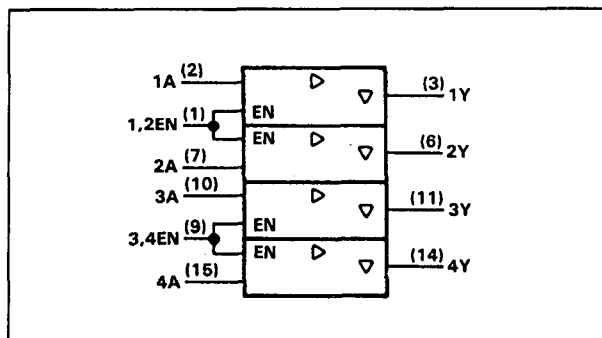 1A (2) (3) 1Y
1,2EN (1) EN
EN (6) 2Y
2A (7)
3A (10) (11) 3Y
3,4EN (9) EN
EN (14) 4Y
4A (15)